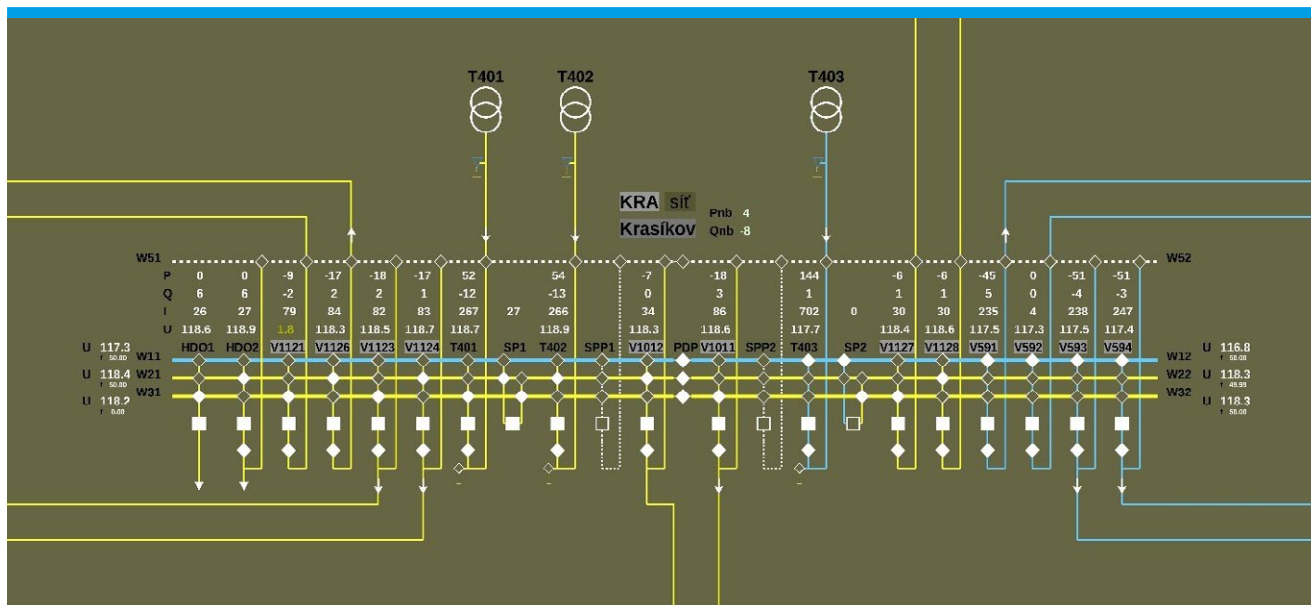 T401 T402 T403
KRA síť
Pnb 4
Krasíkov Qnb -8
W51 W52
P 0 0 -9 -17 -18 -17 52 54 -7 -18 144 -6 -6 -45 0 -51 -51
Q 6 6 -2 2 2 1 -12 -13 0 3 1 1 1 5 0 -4 -3
I 26 27 79 84 82 83 267 27 266 34 86 702 0 30 30 235 4 238 247
U 118.6 118.9 1.8 118.3 118.5 118.7 118.7 118.9 118.3 118.6 117.7 118.4 118.6 117.5 117.3 117.5 117.4
HDO1 HDO2 V1121 V1126 V1123 V1124 T401 SP1 T402 SPP1 V1012 PDP V1011 SPP2 T403 SP2 V1127 V1128 V591 V592 V593 V594
U 117.3 W11 W12 U 116.8
U 118.4 W21 W22 U 118.3
f 49.99
U 118.2 W31 W32 U 118.3
f 0.00